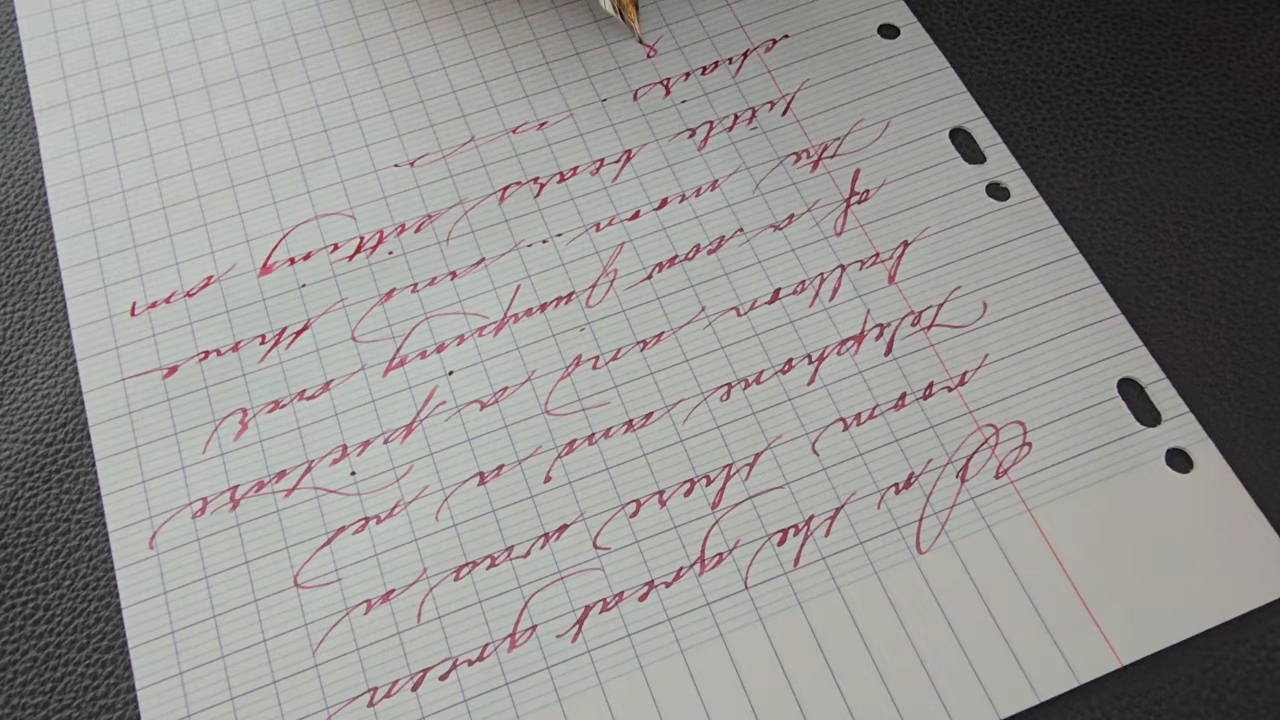 In the great green
room there was a
Telephone and a red
balloon and a picture
of a cow jumping over
the moon ... and three
little bears sitting on
chairs.